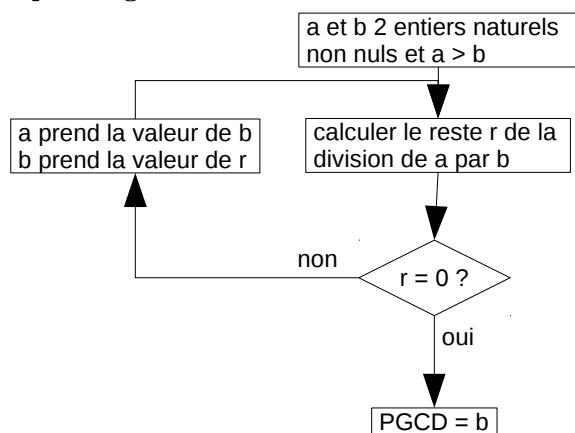 a et b 2 entiers naturels
non nuls et a > b
a prend la valeur de b
b prend la valeur de r
calculer le reste r de la
division de a par b
non
r = 0 ?
oui
PGCD = b